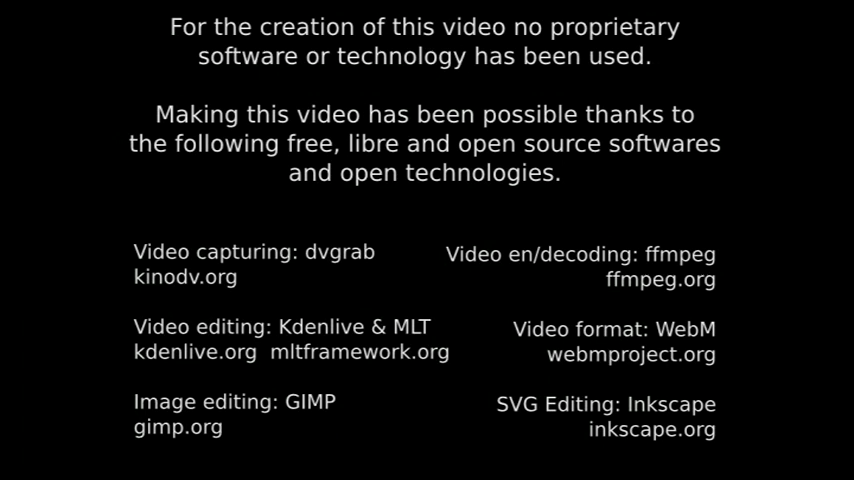 For the creation of this video no proprietary
software or technology has been used.
Making this video has been possible thanks to
the following free, libre and open source softwares
and open technologies.
Video capturing: dvgrab
kinodv.org
Video editing: Kdenlive & MLT
kdenlive.org mltframework.org
Image editing: GIMP
gimp.org
Video en/decoding: ffmpeg
ffmpeg.org
Video format: WebM
webmproject.org
SVG Editing: Inkscape
inkscape.org